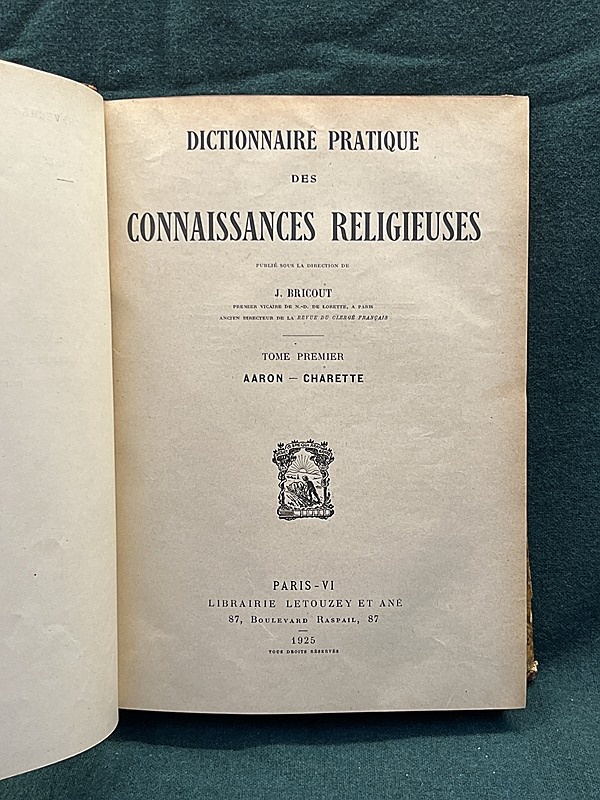 DICTIONNAIRE PRATIQUE
DES
CONNAISSANCES RELIGIEUSES
PUBLIÉ SOUS LA DIRECTION DE
J. BRICOUT
PREMIER VICAIRE DE N.-D. DE LORETTE, A PARIS
ANCIEN DIRECTEUR DE LA REVUE DU CLERGÉ FRANÇAIS
TOME PREMIER
AARON — CHARETTE
PARIS-VI
LIBRAIRIE LETOUZEY ET ANÉ
87, BOULEVARD RASPAIL, 87
1925
TOUS DROITS RÉSERVÉS